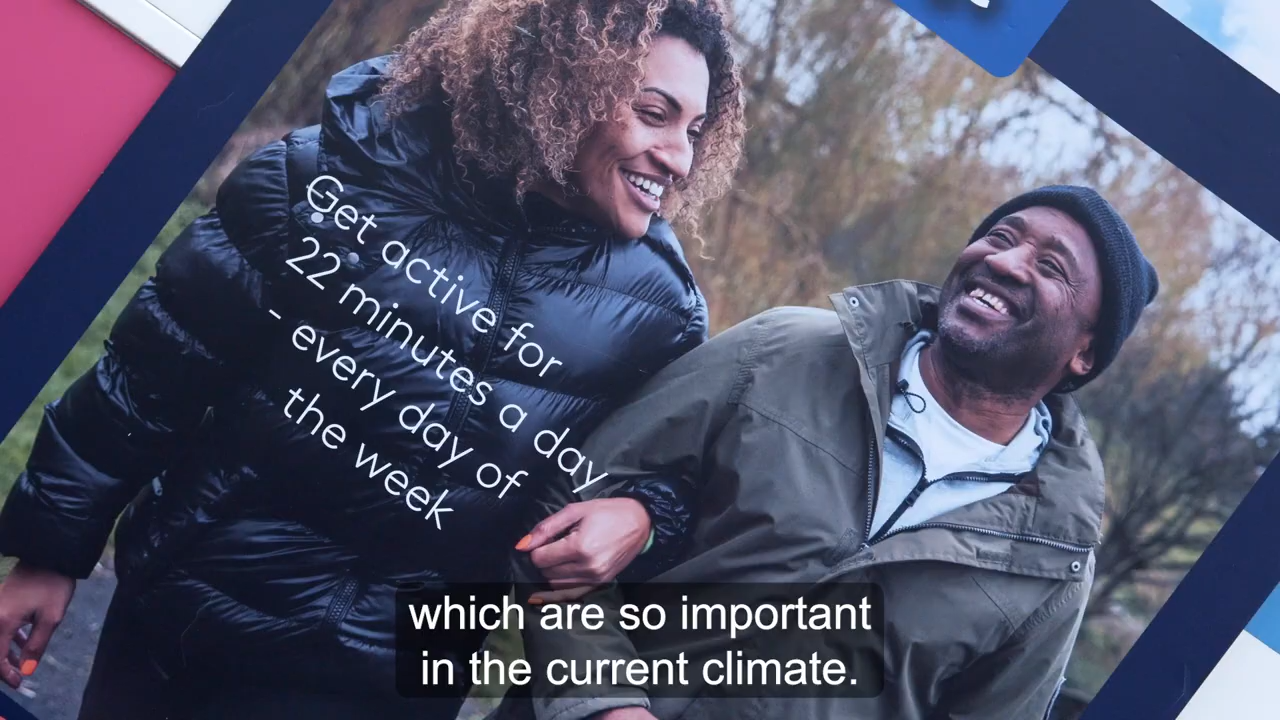 Get active for
22 minutes a day
- every day of
the week
which are so important
in the current climate.